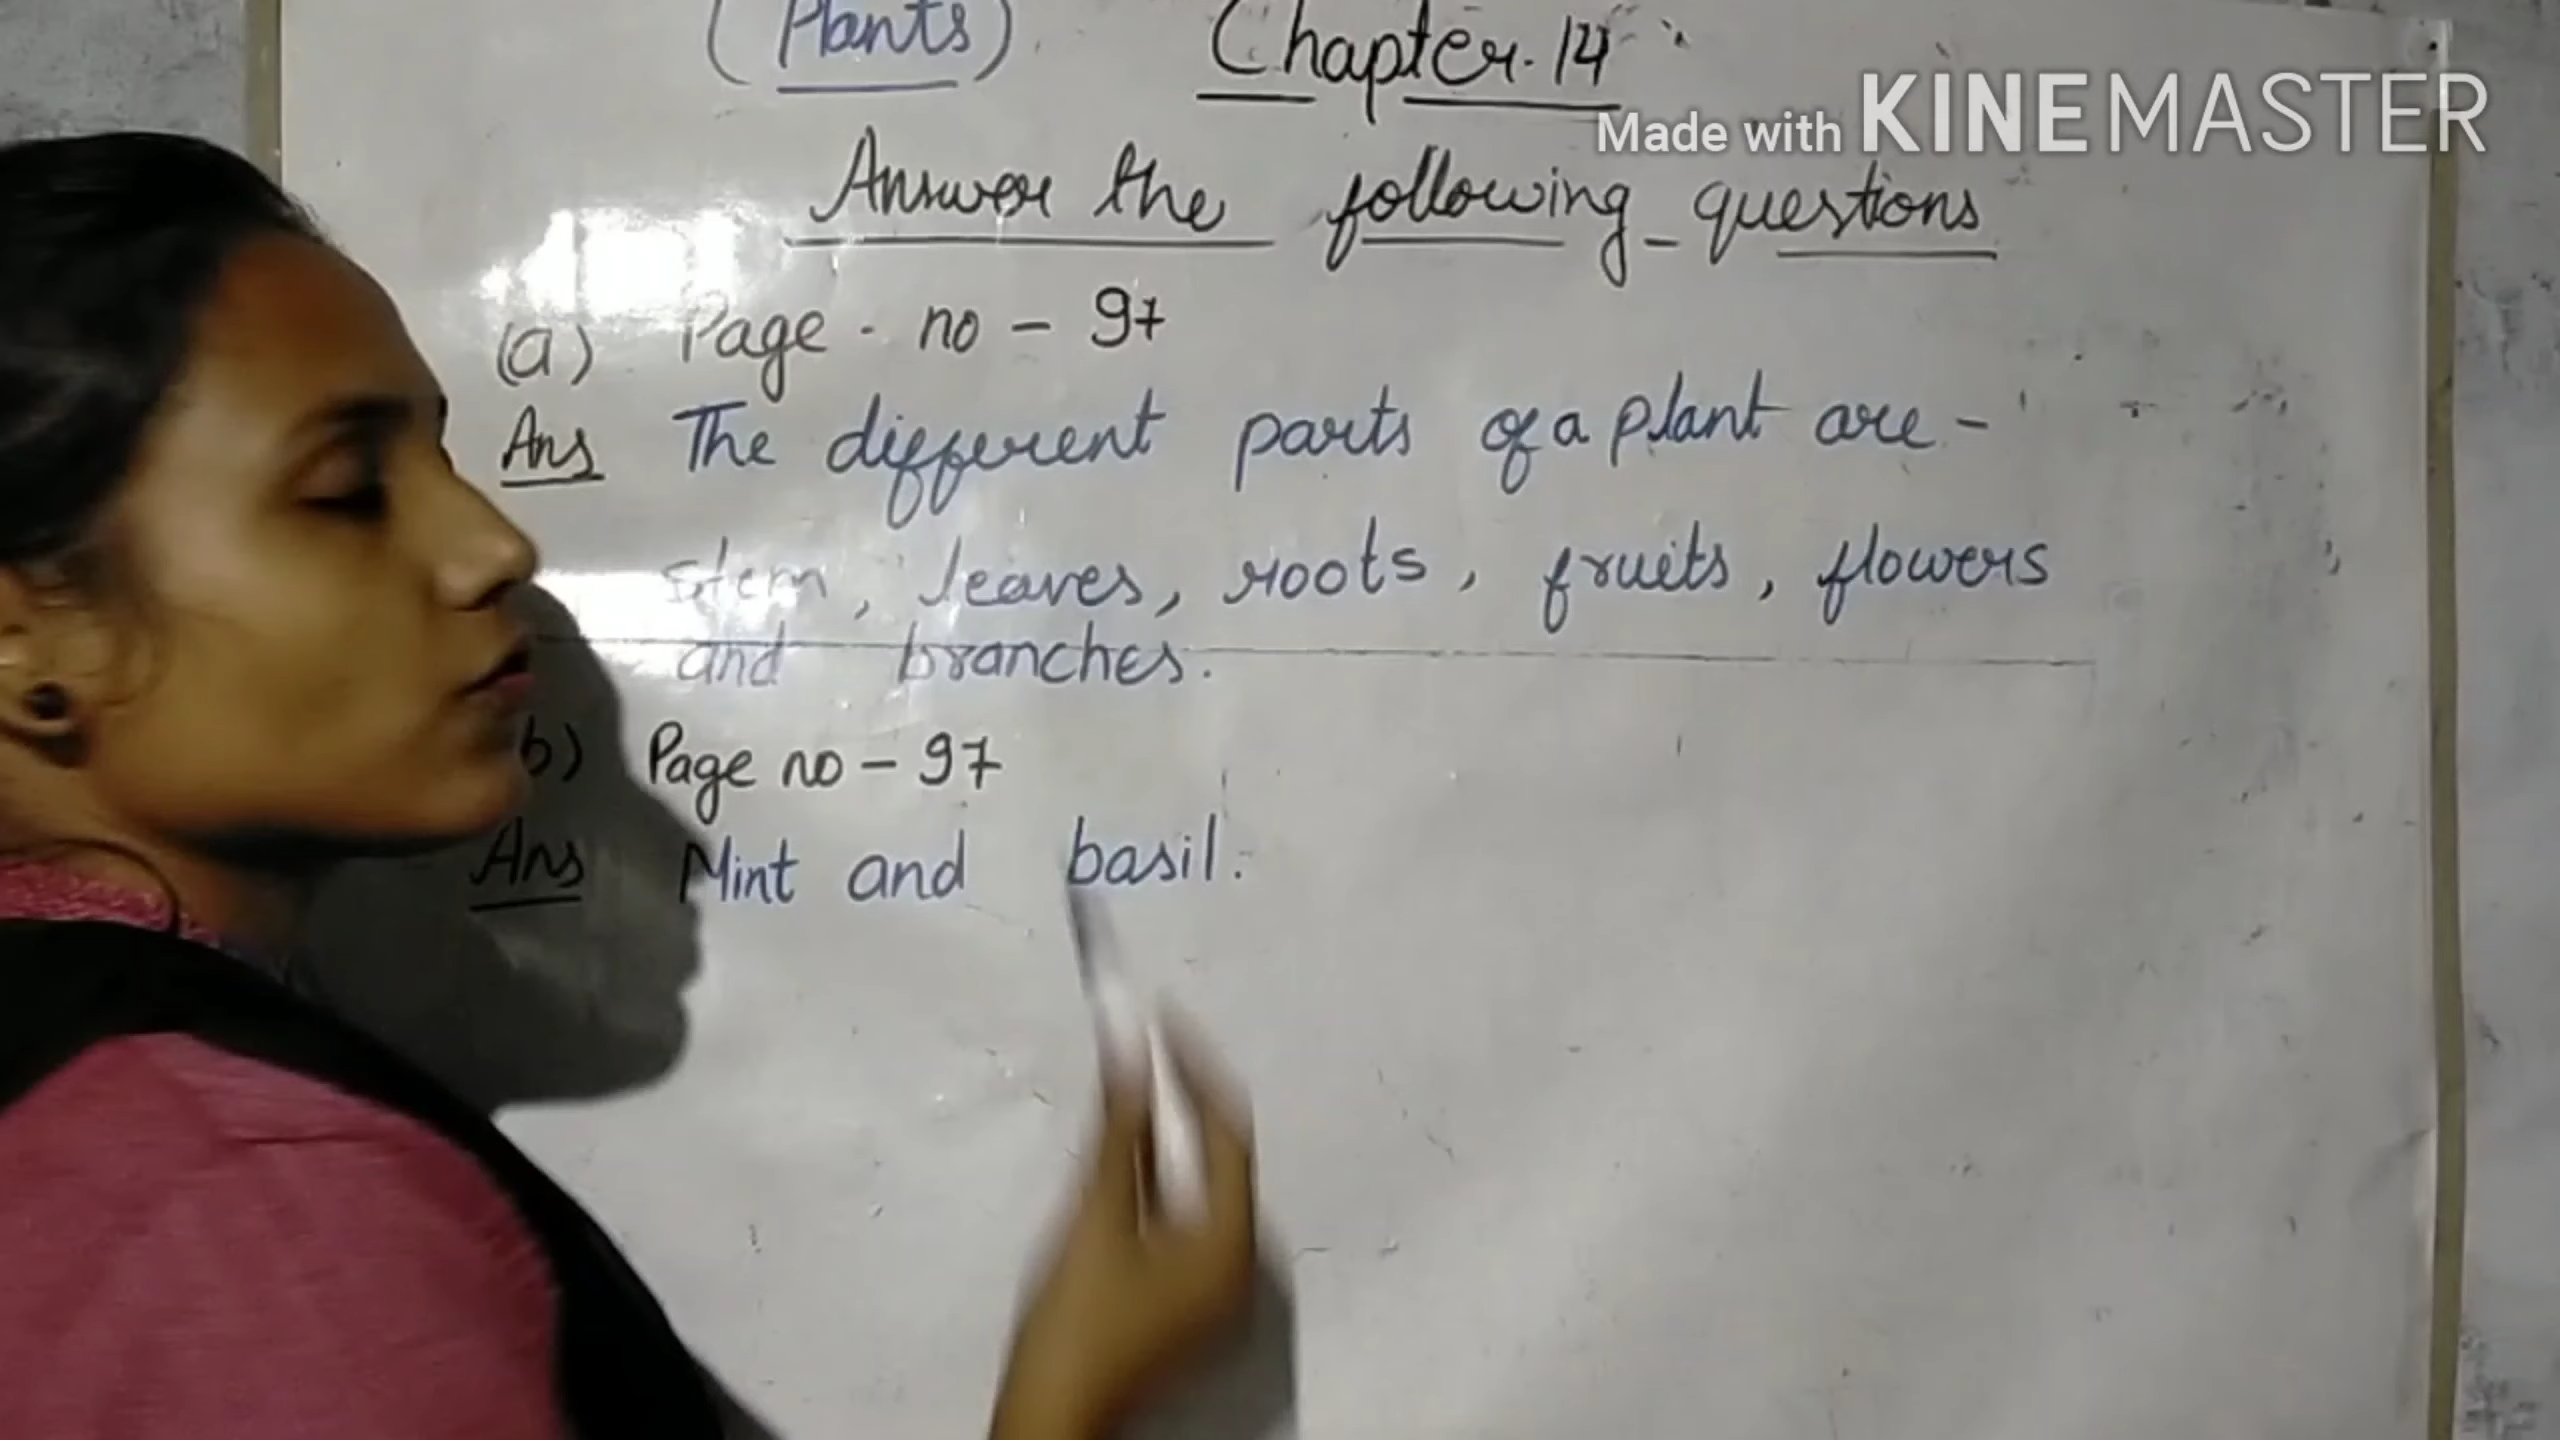 (Plants) Chapter. 14
Made with KINEMASTER
Answer the following questions
(a) Page - no - 97
Ans The different parts of a plant are -
stem, leaves, roots, fruits, flowers
and branches.
b) Page no - 97
Ans Mint and basil.